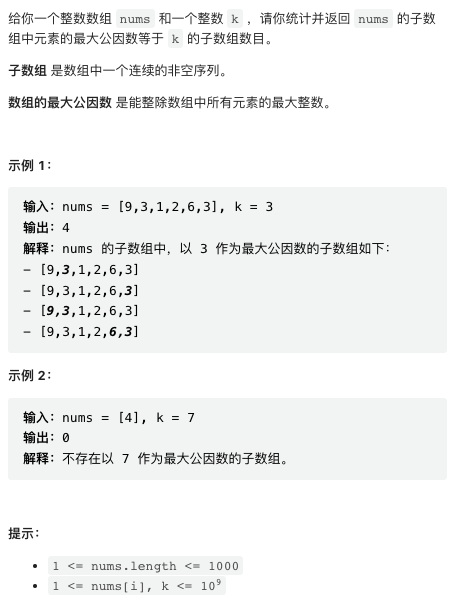 给你一个整数数组 nums 和一个整数 k ，请你统计并返回 nums 的子数
组中元素的最大公因数等于 k 的子数组数目。
子数组 是数组中一个连续的非空序列。
数组的最大公因数 是能整除数组中所有元素的最大整数。
示例 1：
输入：nums = [9,3,1,2,6,3], k = 3
输出：4
解释：nums 的子数组中，以 3 作为最大公因数的子数组如下：
- [9,3,1,2,6,3]
- [9,3,1,2,6,3]
- [9,3,1,2,6,3]
- [9,3,1,2,6,3]
示例 2：
输入：nums = [4], k = 7
输出：0
解释：不存在以 7 作为最大公因数的子数组。
提示：
• 1 <= nums.length <= 1000
• 1 <= nums[i], k <= 10⁹